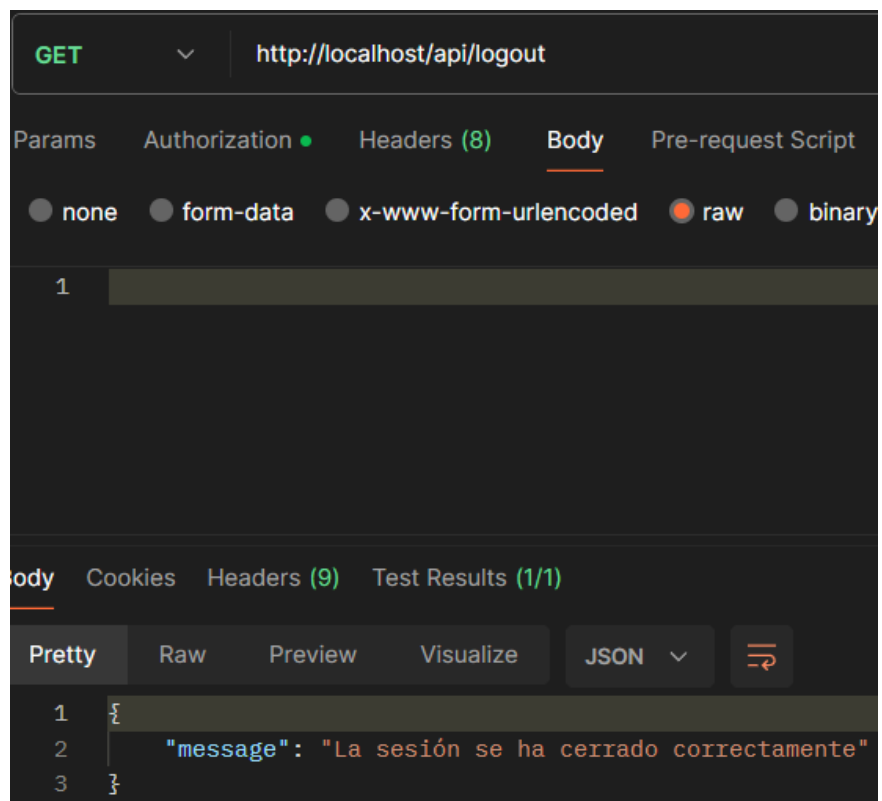 GET http://localhost/api/logout
Params Authorization Headers (8) Body Pre-request Script
none form-data x-www-form-urlencoded raw binary
1
Body Cookies Headers (9) Test Results (1/1)
Pretty Raw Preview Visualize JSON
1 {
2 "message": "La sesión se ha cerrado correctamente"
3 }